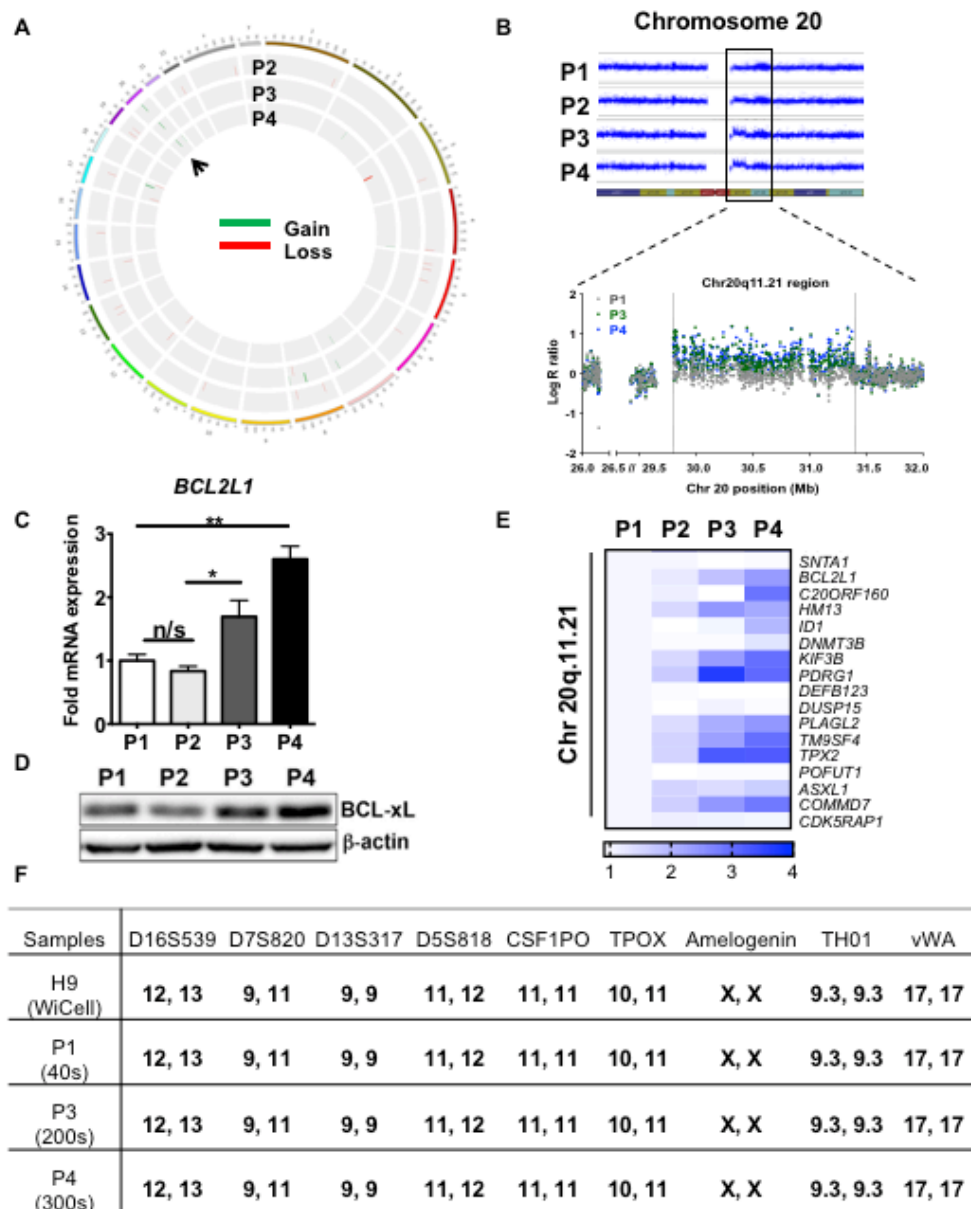 A
P2
P3
P4
Gain
Loss
B
Chromosome 20
P1
P2
P3
P4
Chr20q11.21 region
P1
P3
P4
Log R ratio
2
1
0
-1
-2
26.0 26.5 // 29.5 30.0 30.5 31.0 31.5 32.0
Chr 20 position (Mb)
C
BCL2L1
Fold mRNA expression
3
2
1
0
**
*
n/s
P1 P2 P3 P4
D
P1 P2 P3 P4
BCL-xL
β-actin
E
P1 P2 P3 P4
Chr 20q.11.21
SNTA1
BCL2L1
C20ORF160
HM13
ID1
DNMT3B
KIF3B
PDRG1
DEFB123
DUSP15
PLAGL2
TM9SF4
TPX2
POFUT1
ASXL1
COMMD7
CDK5RAP1
1 2 3 4
F
Samples D16S539 D7S820 D13S317 D5S818 CSF1PO TPOX Amelogenin TH01 vWA
H9
(WiCell) 12, 13 9, 11 9, 9 11, 12 11, 11 10, 11 X, X 9.3, 9.3 17, 17
P1
(40s) 12, 13 9, 11 9, 9 11, 12 11, 11 10, 11 X, X 9.3, 9.3 17, 17
P3
(200s) 12, 13 9, 11 9, 9 11, 12 11, 11 10, 11 X, X 9.3, 9.3 17, 17
P4
(300s) 12, 13 9, 11 9, 9 11, 12 11, 11 10, 11 X, X 9.3, 9.3 17, 17